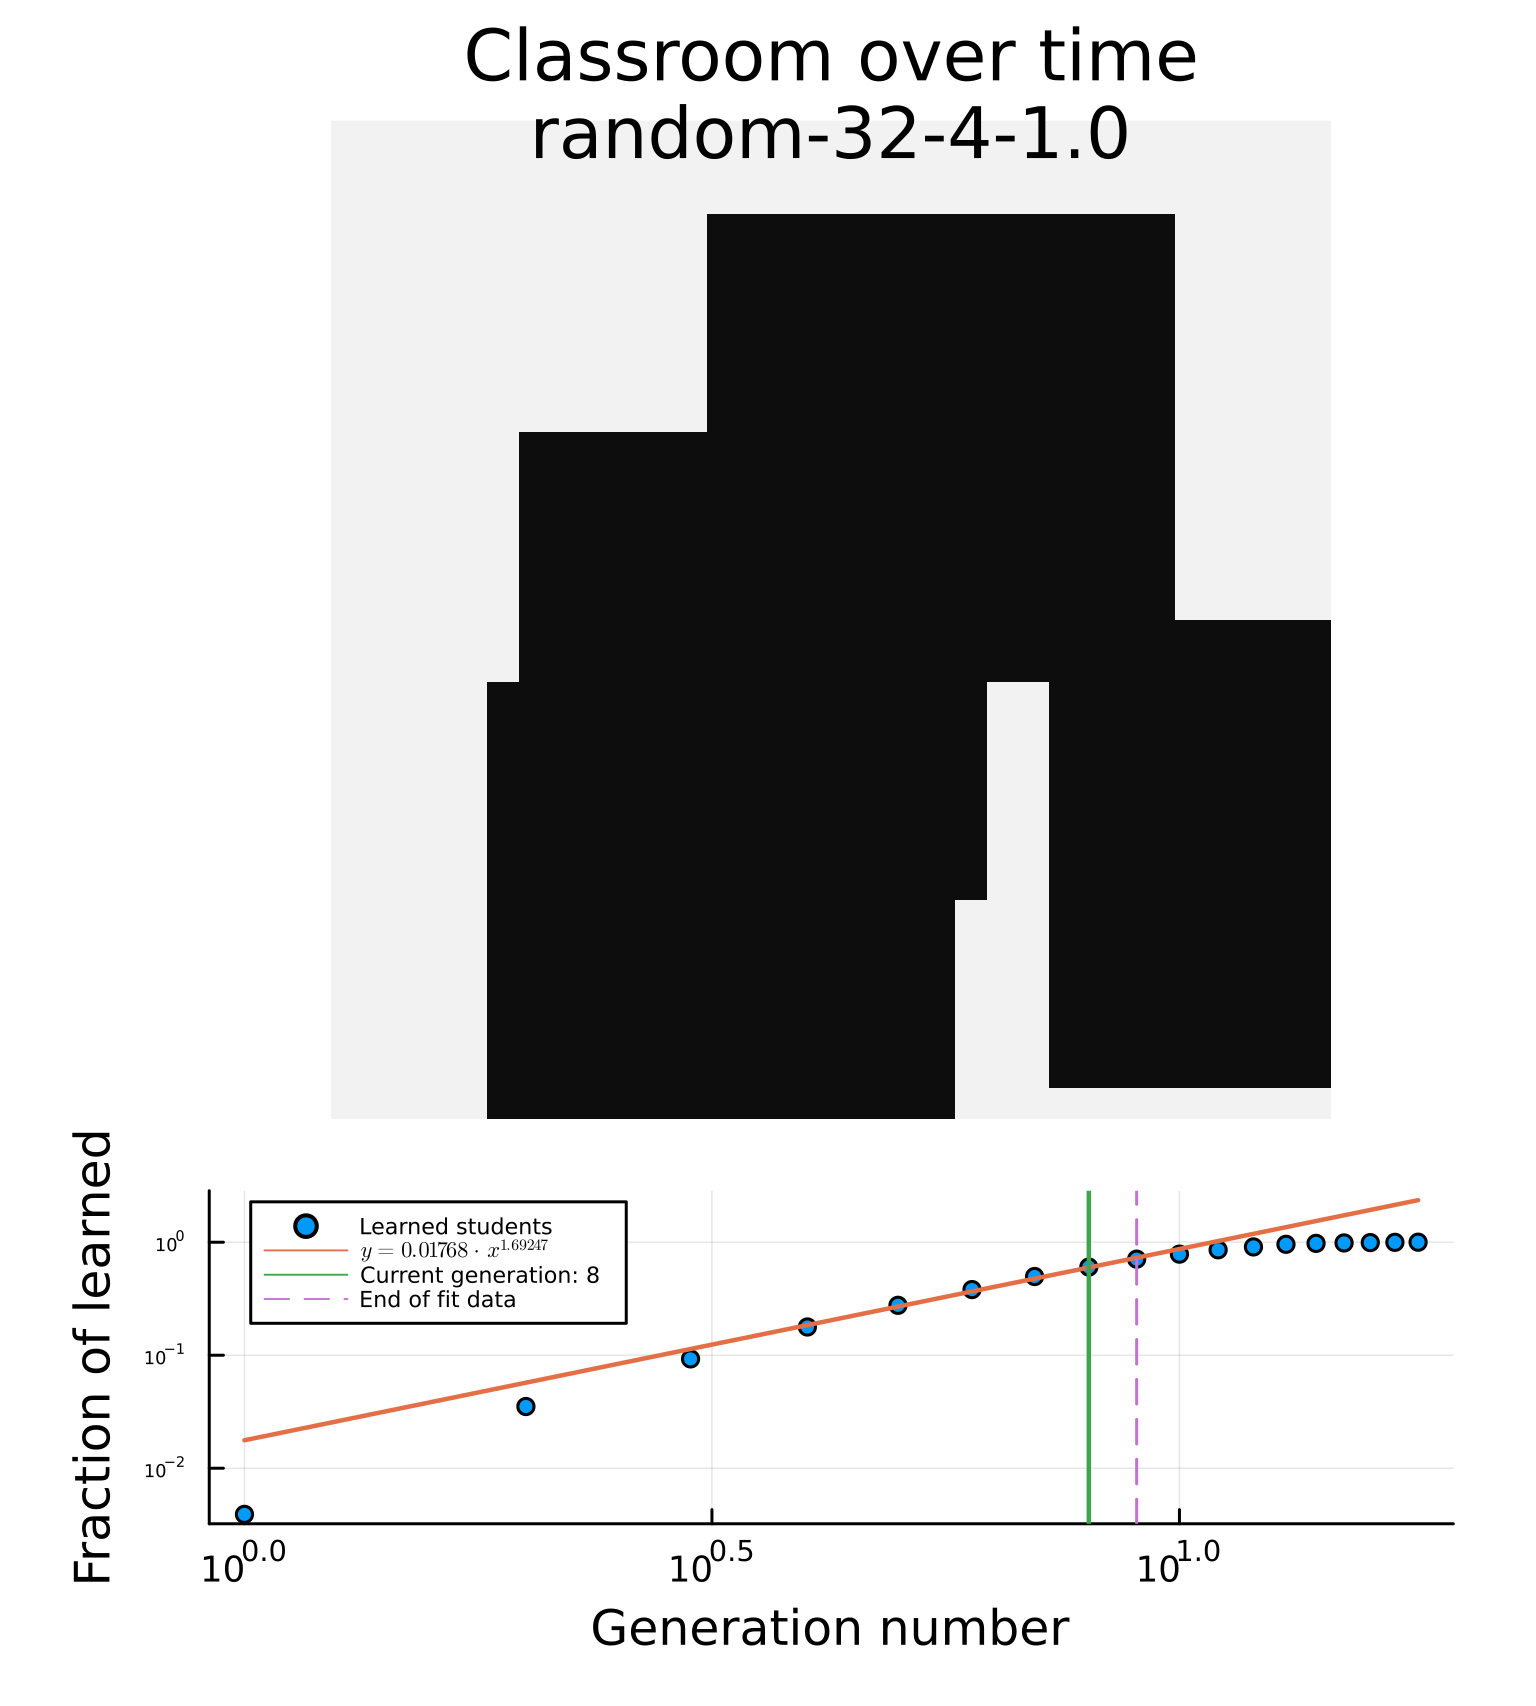 Classroom over time
random-32-4-1.0
Fraction of learned
10⁰
10⁻¹
10⁻²
Learned students
y = 0.01768 · x^1.69247
Current generation: 8
End of fit data
10^0.0
10^0.5
10^1.0
Generation number